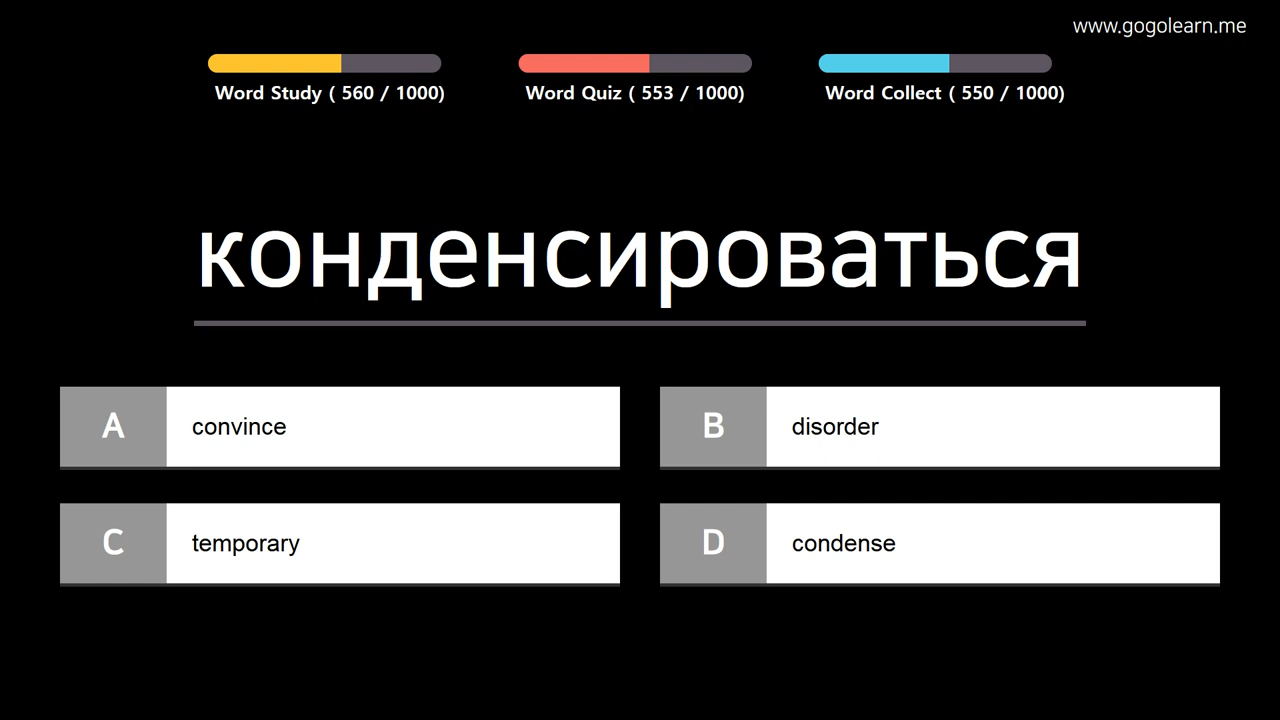 www.gogolearn.me
Word Study ( 560 / 1000)
Word Quiz ( 553 / 1000)
Word Collect ( 550 / 1000)
конденсироваться
A convince
B disorder
C temporary
D condense